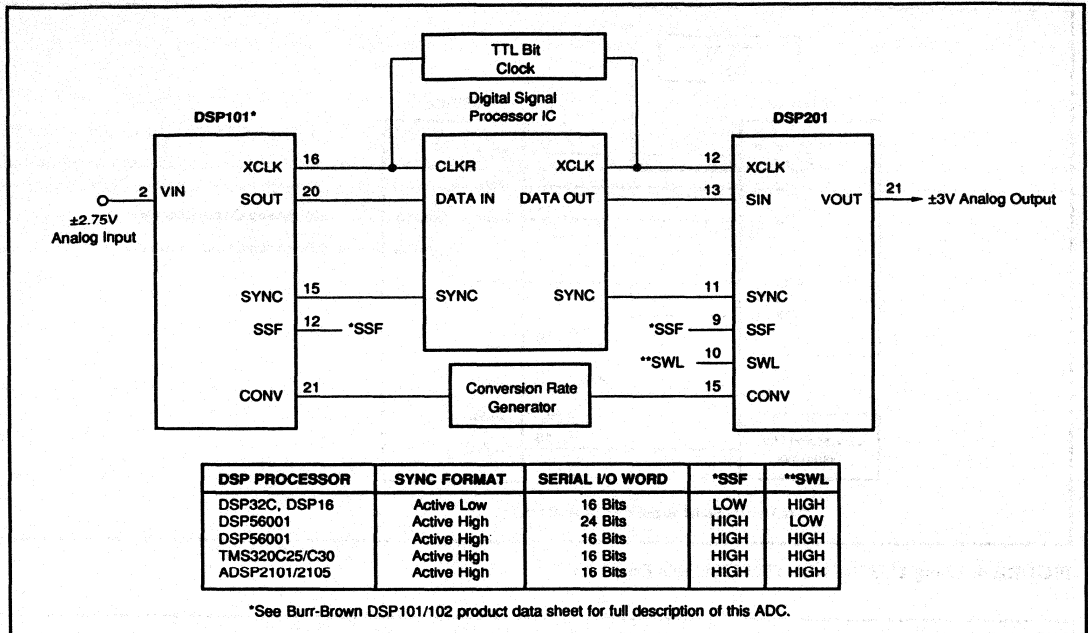 TTL Bit
Clock
Digital Signal
Processor IC
DSP101*
DSP201
XCLK 16 CLKR XCLK 12 XCLK
2 VIN SOUT 20 DATA IN DATA OUT 13 SIN VOUT 21 ±3V Analog Output
±2.75V
Analog Input
SYNC 15 SYNC SYNC 11 SYNC
SSF 12 *SSF *SSF 9 SSF
**SWL 10 SWL
CONV 21 Conversion Rate 15 CONV
Generator
DSP PROCESSOR SYNC FORMAT SERIAL I/O WORD *SSF **SWL
DSP32C, DSP16 Active Low 16 Bits LOW HIGH
DSP56001 Active High 24 Bits HIGH LOW
DSP56001 Active High 16 Bits HIGH HIGH
TMS320C25/C30 Active High 16 Bits HIGH HIGH
ADSP2101/2105 Active High 16 Bits HIGH HIGH
*See Burr-Brown DSP101/102 product data sheet for full description of this ADC.